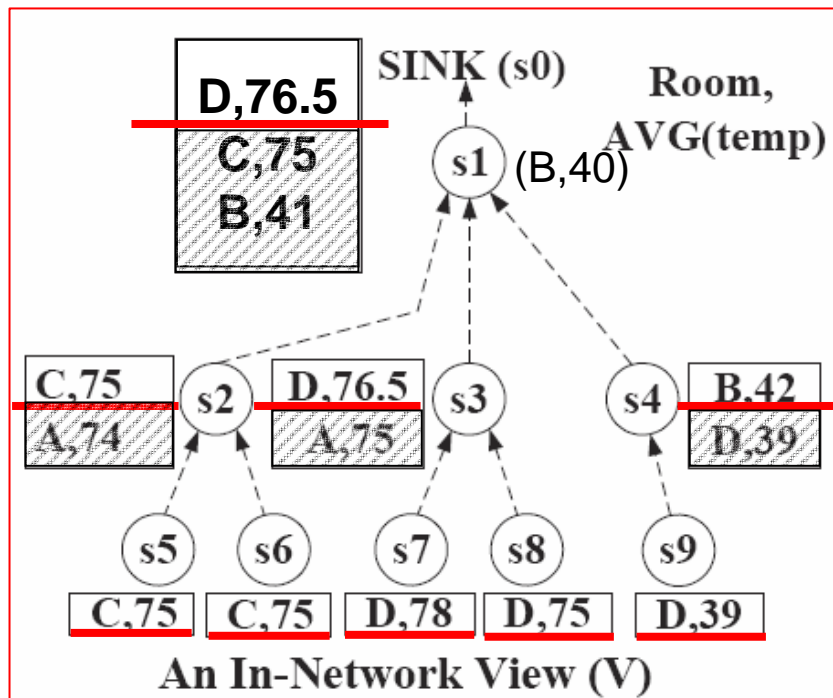 SINK (s0)
Room,
AVG(temp)
D,76.5
C,75
B,41
s1
(B,40)
C,75
A,74
s2
D,76.5
A,75
s3
s4
B,42
D,39
s5
s6
s7
s8
s9
C,75
C,75
D,78
D,75
D,39
An In-Network View (V)